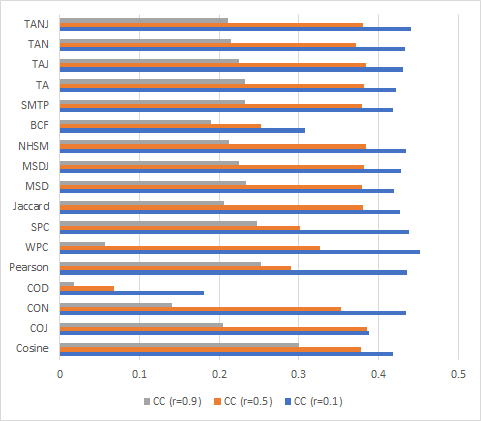 TANJ
TAN
TAJ
TA
SMTP
BCF
NHSM
MSDJ
MSD
Jaccard
SPC
WPC
Pearson
COD
CON
COJ
Cosine
0 0.1 0.2 0.3 0.4 0.5
CC (r=0.9) CC (r=0.5) CC (r=0.1)